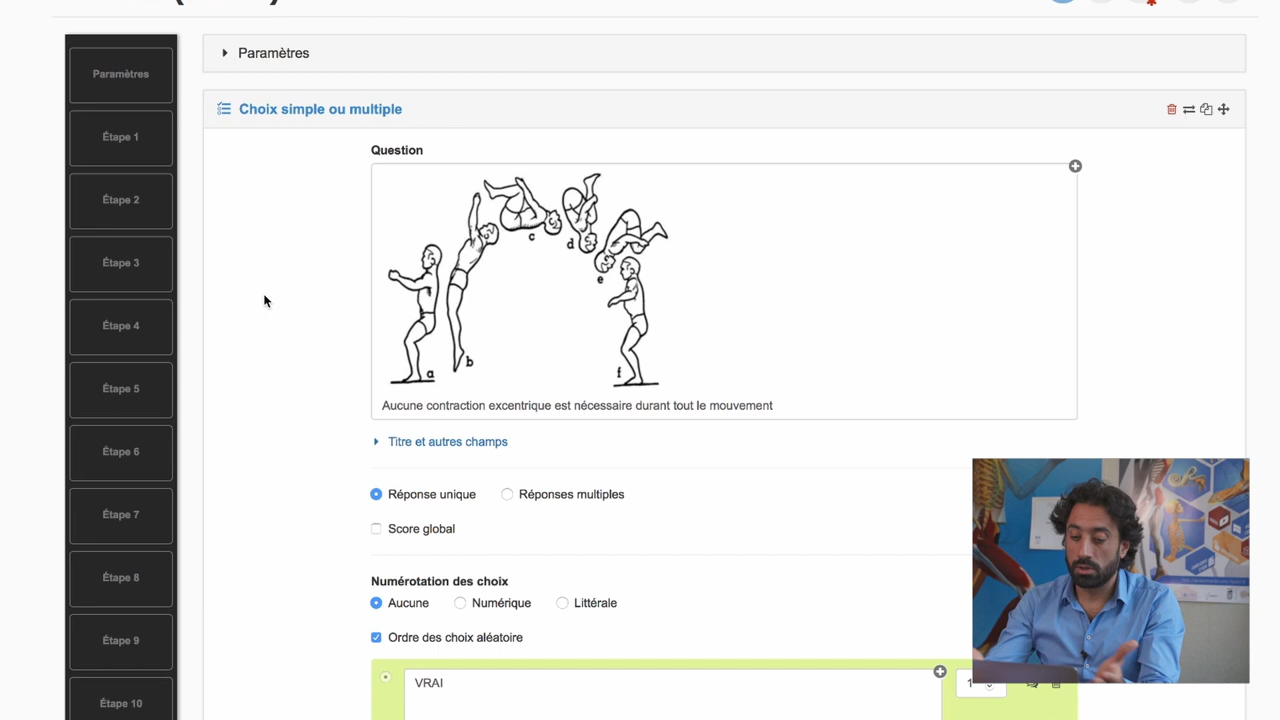 Paramètres
Étape 1
Étape 2
Étape 3
Étape 4
Étape 5
Étape 6
Étape 7
Étape 8
Étape 9
Étape 10
Paramètres
Choix simple ou multiple
Question
a
b
c
d
e
f
Aucune contraction excentrique est nécessaire durant tout le mouvement
Titre et autres champs
Réponse unique
Réponses multiples
Score global
Numérotation des choix
Aucune
Numérique
Littérale
Ordre des choix aléatoire
VRAI
1